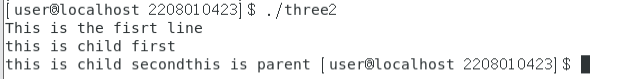 [user@localhost 2208010423]$ ./three2
This is the fisrt line
this is child first
this is child secondthis is parent [user@localhost 2208010423]$